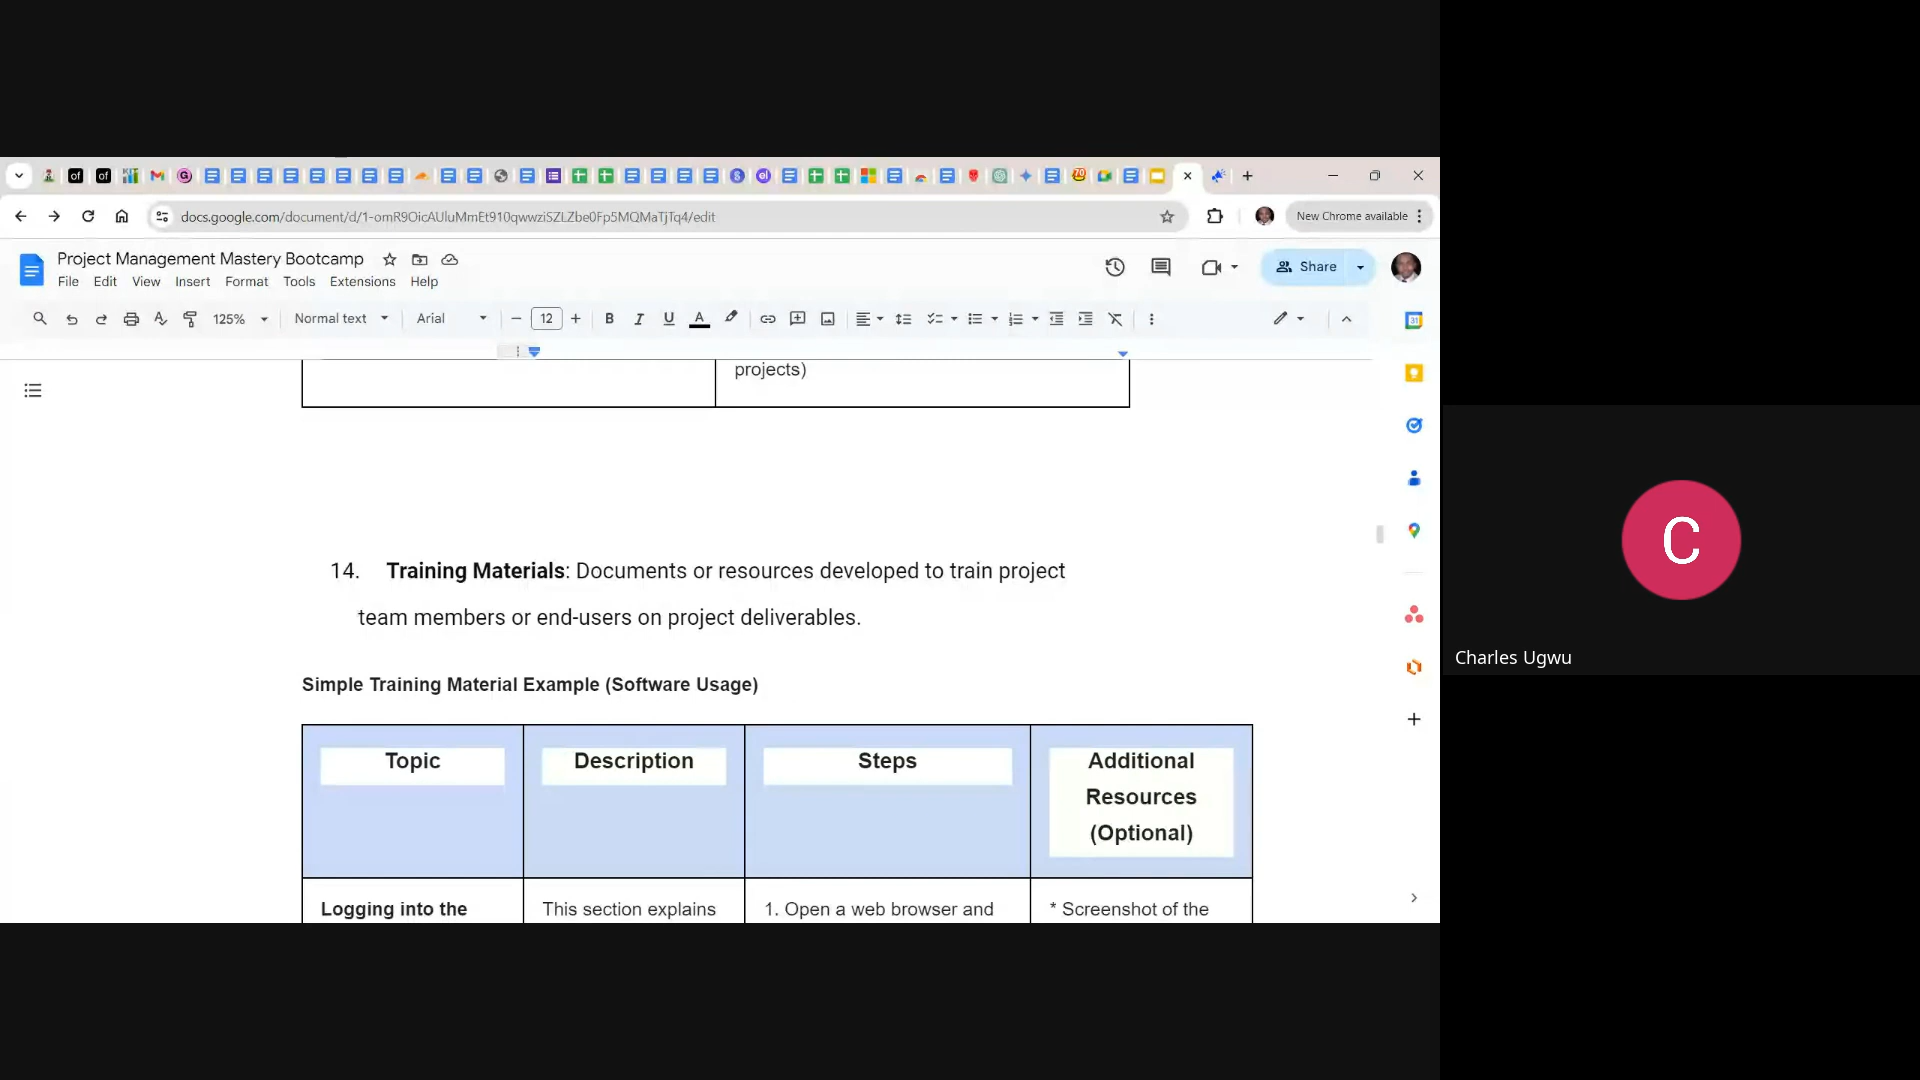 docs.google.com/document/d/1-omR9OicAUluMmEt910qwwziSZLZbe0Fp5MQMaTjTq4/edit
New Chrome available
Project Management Mastery Bootcamp
File Edit View Insert Format Tools Extensions Help
Share
125% Normal text Arial 12 B I U A
projects)
14. Training Materials: Documents or resources developed to train project
team members or end-users on project deliverables.
Simple Training Material Example (Software Usage)
Topic Description Steps Additional
Resources
(Optional)
Logging into the This section explains 1. Open a web browser and * Screenshot of the
C
Charles Ugwu